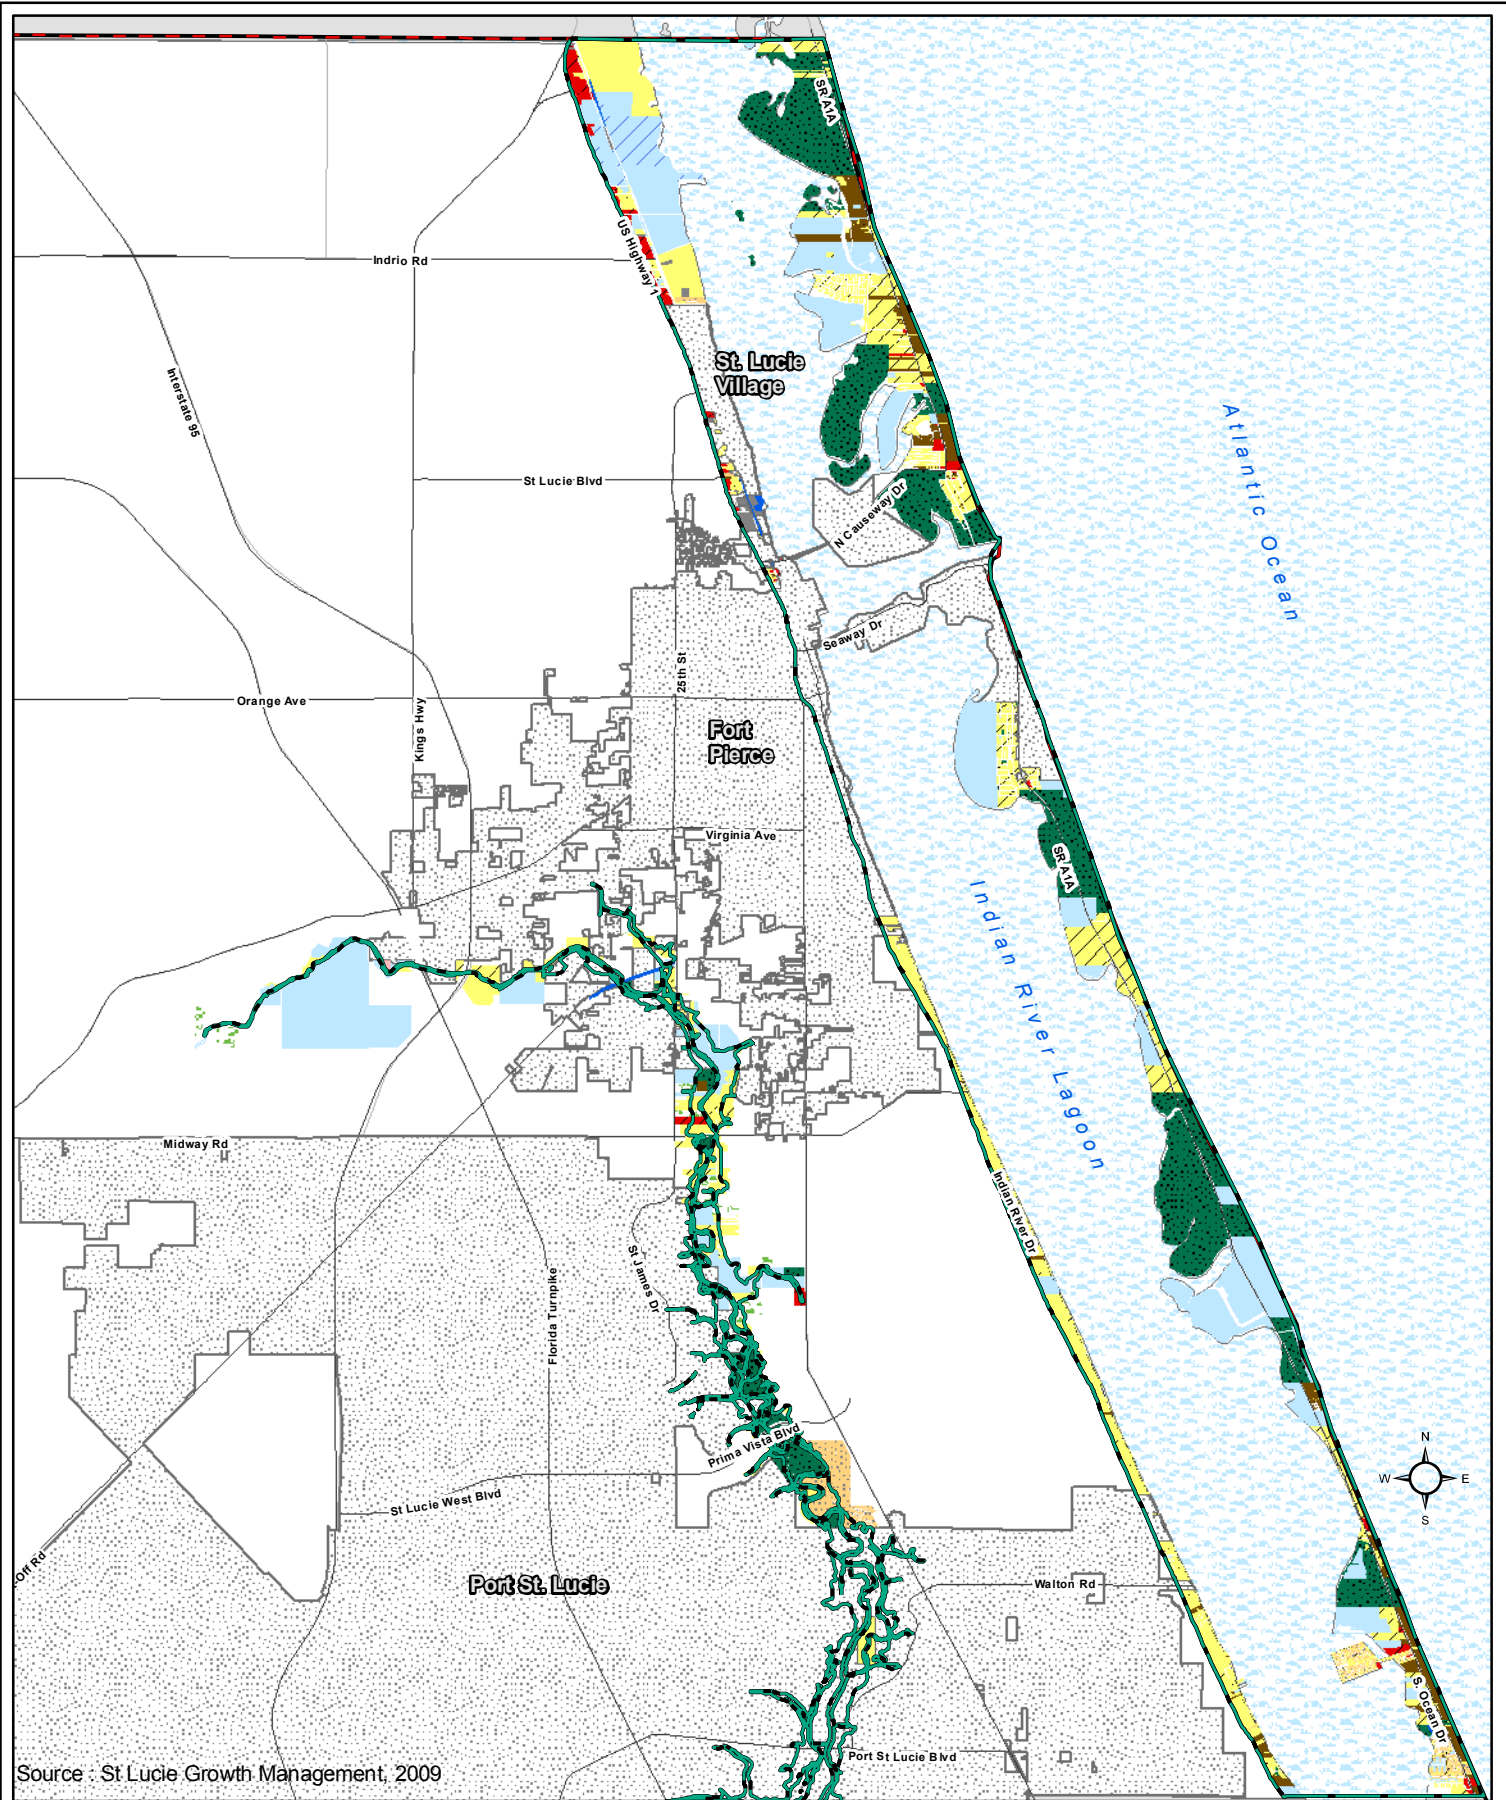 SR A1A
US Highway 1
Indrio Rd
St. Lucie
Village
Interstate 95
Atlantic Ocean
St Lucie Blvd
N Causeway Dr
Seaway Dr
25th St
Orange Ave
Kings Hwy
Fort
Pierce
Virginia Ave
SR A1A
Indian River Lagoon
Midway Rd
Indian River Dr
St James Dr
Florida Turnpike
Prima Vista Blvd
St Lucie West Blvd
N
W
E
S
-Off Rd
Port St. Lucie
Walton Rd
S. Ocean Dr
Port St Lucie Blvd
Source : St Lucie Growth Management, 2009